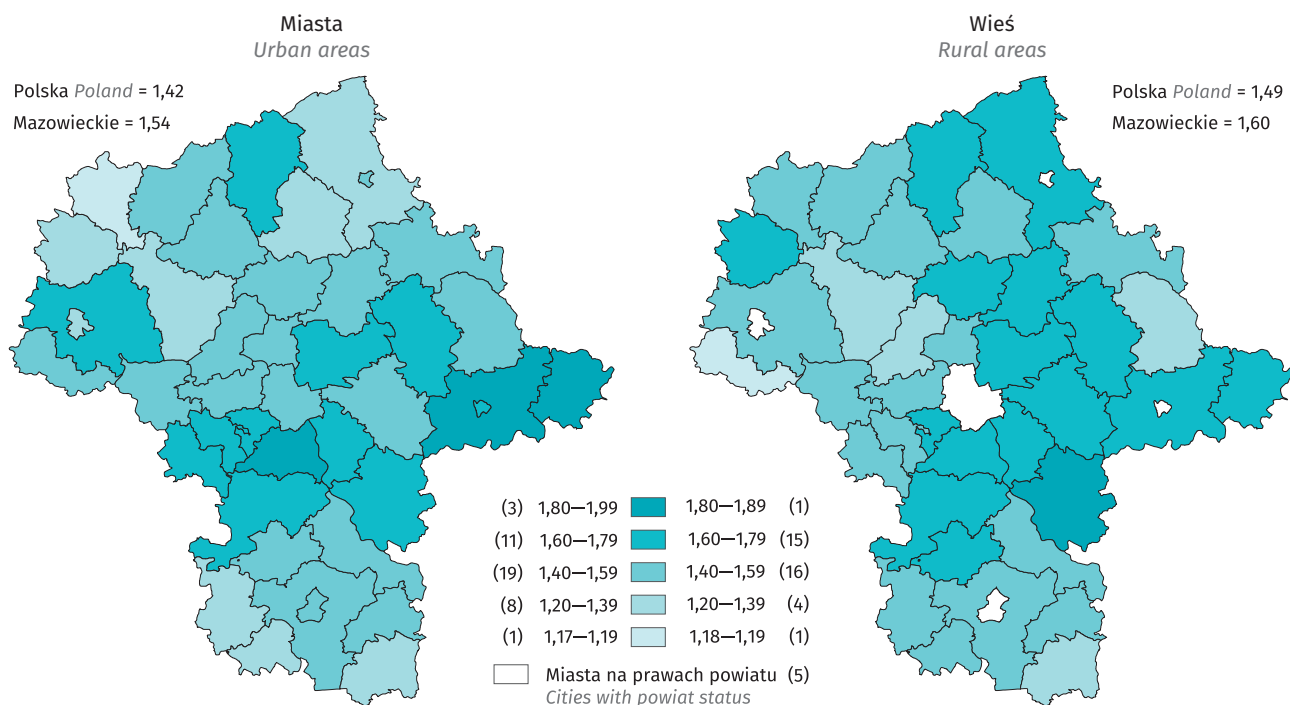 Miasta
Urban areas
Polska Poland = 1,42
Mazowieckie = 1,54
Wieś
Rural areas
Polska Poland = 1,49
Mazowieckie = 1,60
(3) 1,80—1,99 1,80—1,89 (1)
(11) 1,60—1,79 1,60—1,79 (15)
(19) 1,40—1,59 1,40—1,59 (16)
(8) 1,20—1,39 1,20—1,39 (4)
(1) 1,17—1,19 1,18—1,19 (1)
Miasta na prawach powiatu (5)
Cities with powiat status